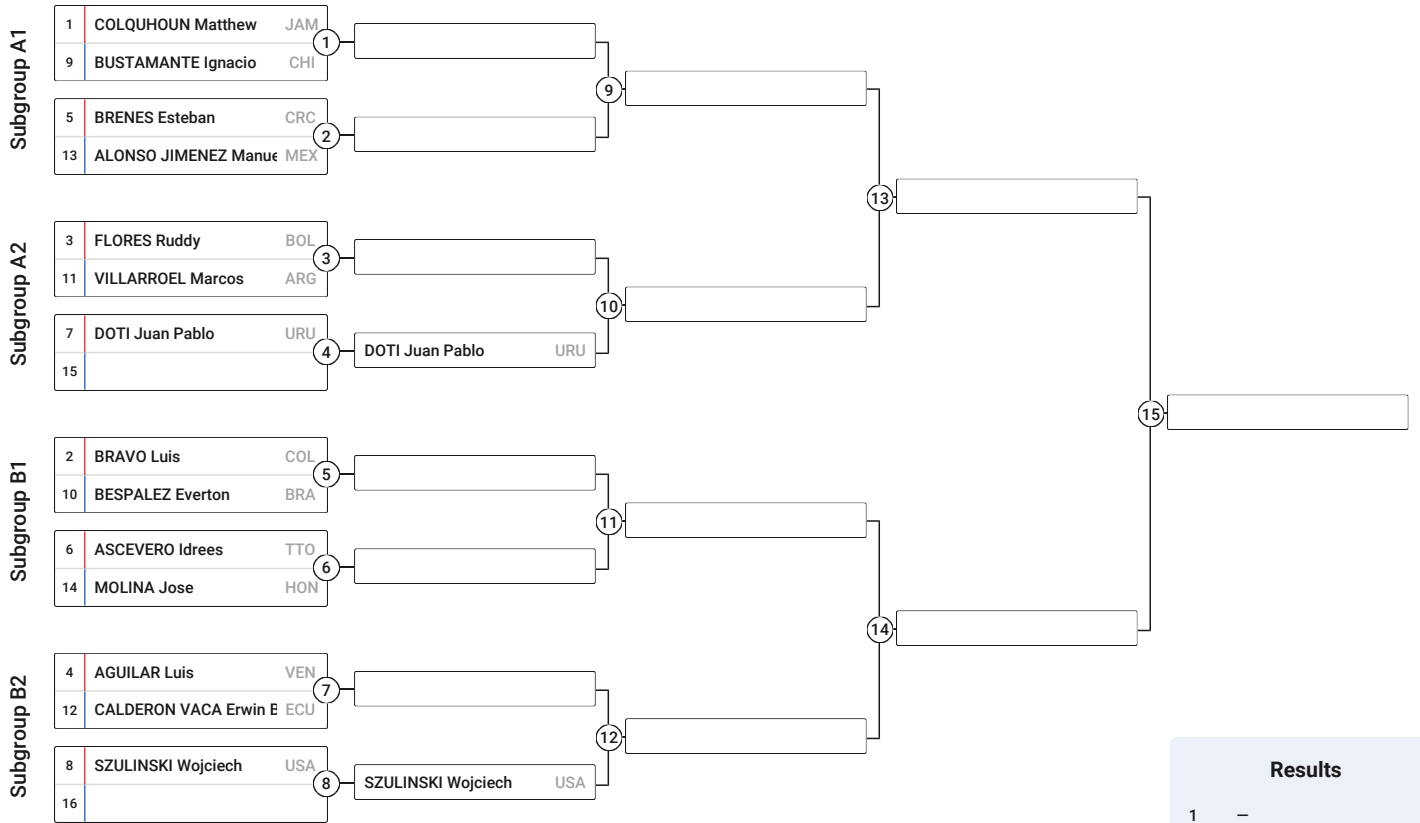 Subgroup A1
1 COLQUHOUN Matthew JAM
9 BUSTAMANTE Ignacio CHI
1
5 BRENES Esteban CRC
13 ALONSO JIMENEZ Manue MEX
2
9
Subgroup A2
3 FLORES Ruddy BOL
11 VILLARROEL Marcos ARG
3
7 DOTI Juan Pablo URU
15
4
DOTI Juan Pablo URU
10
13
Subgroup B1
2 BRAVO Luis COL
10 BESPALEZ Everton BRA
5
6 ASCEVERO Idrees TTO
14 MOLINA Jose HON
6
11
Subgroup B2
4 AGUILAR Luis VEN
12 CALDERON VACA Erwin B ECU
7
8 SZULINSKI Wojciech USA
16
8
SZULINSKI Wojciech USA
12
14
15
Results
1 –